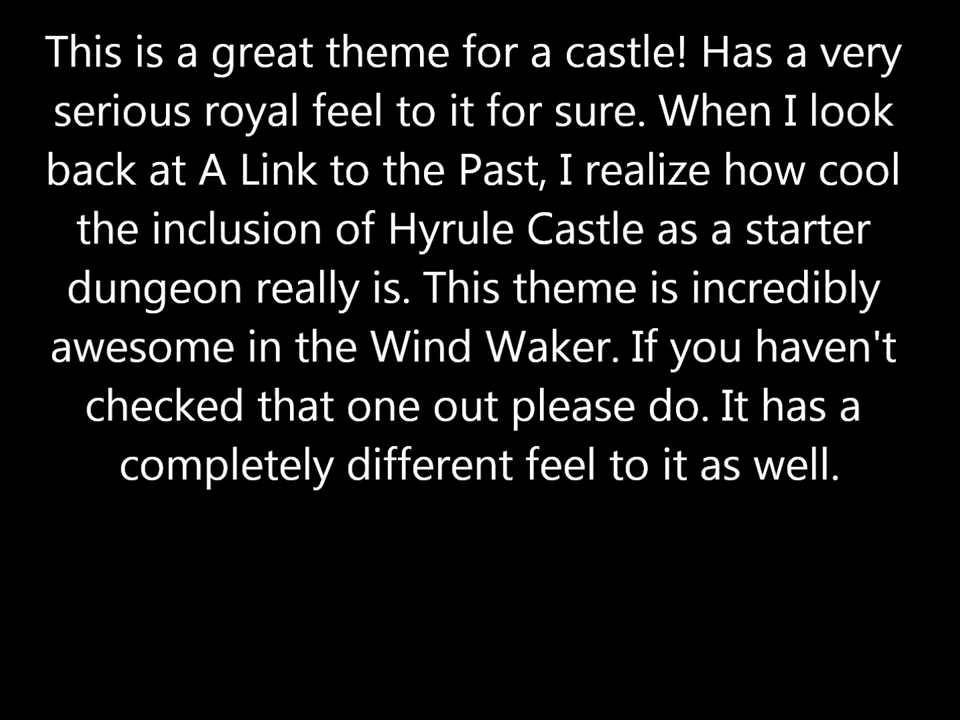 This is a great theme for a castle! Has a very
serious royal feel to it for sure. When I look
back at A Link to the Past, I realize how cool
the inclusion of Hyrule Castle as a starter
dungeon really is. This theme is incredibly
awesome in the Wind Waker. If you haven't
checked that one out please do. It has a
completely different feel to it as well.